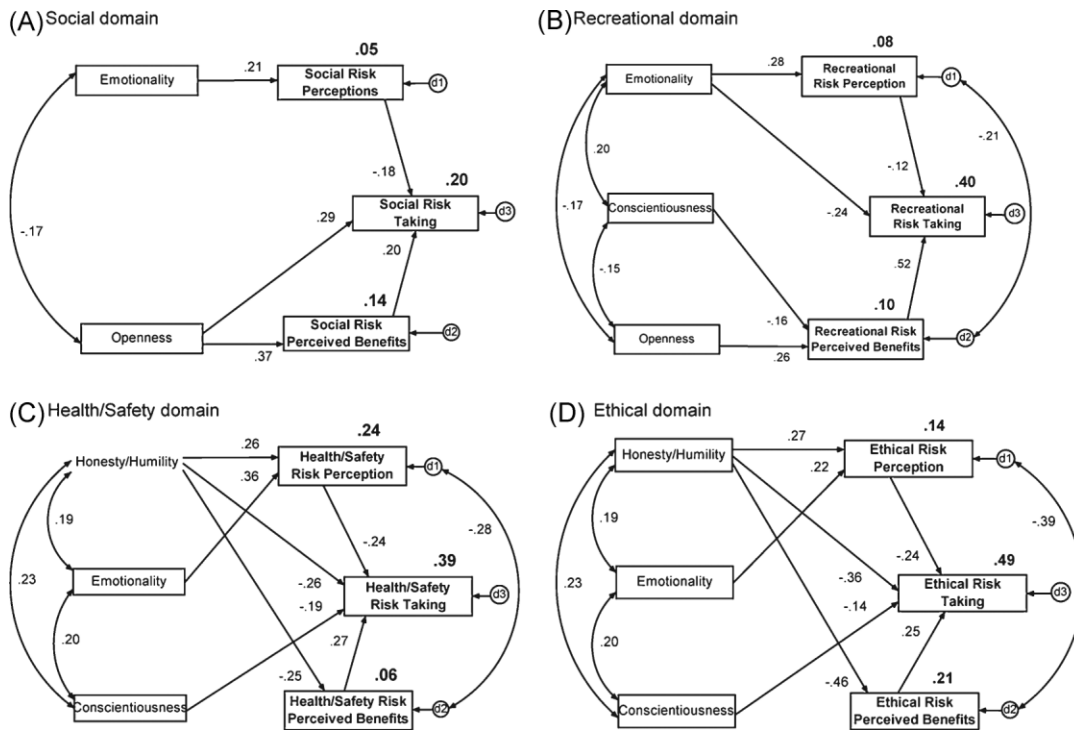 (A) Social domain
.05
Emotionality
.21
Social Risk
Perceptions
d1
-.18
.20
Social Risk
Taking
d3
.29
.20
-.17
.14
Openness
.37
Social Risk
Perceived Benefits
d2
(B) Recreational domain
.08
Emotionality
.28
Recreational
Risk Perception
d1
-.21
.20
-.12
.40
-.17
Conscientiousness
-.24
Recreational
Risk Taking
d3
-.15
.52
.10
-.16
Openness
.26
Recreational Risk
Perceived Benefits
d2
(C) Health/Safety domain
.24
Honesty/Humility
.26
.36
Health/Safety
Risk Perception
d1
-.28
.19
-.24
.39
.23
Emotionality
-.26
-.19
Health/Safety
Risk Taking
d3
.20
.27
-.25
.06
Conscientiousness
Health/Safety Risk
Perceived Benefits
d2
(D) Ethical domain
.14
Honesty/Humility
.27
.22
Ethical Risk
Perception
d1
-.39
.19
-.24
.49
.23
Emotionality
-.36
-.14
Ethical Risk
Taking
d3
.20
.25
-.46
.21
Conscientiousness
Ethical Risk
Perceived Benefits
d2